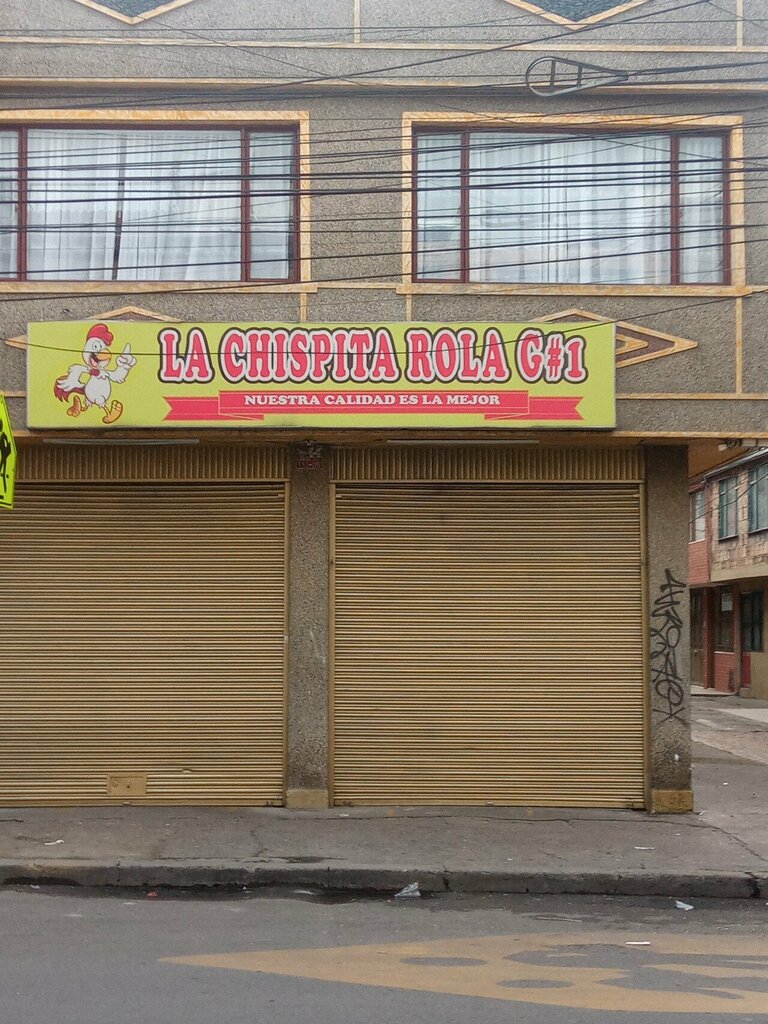 LA CHISPITA ROLA C#1
NUESTRA CALIDAD ES LA MEJOR